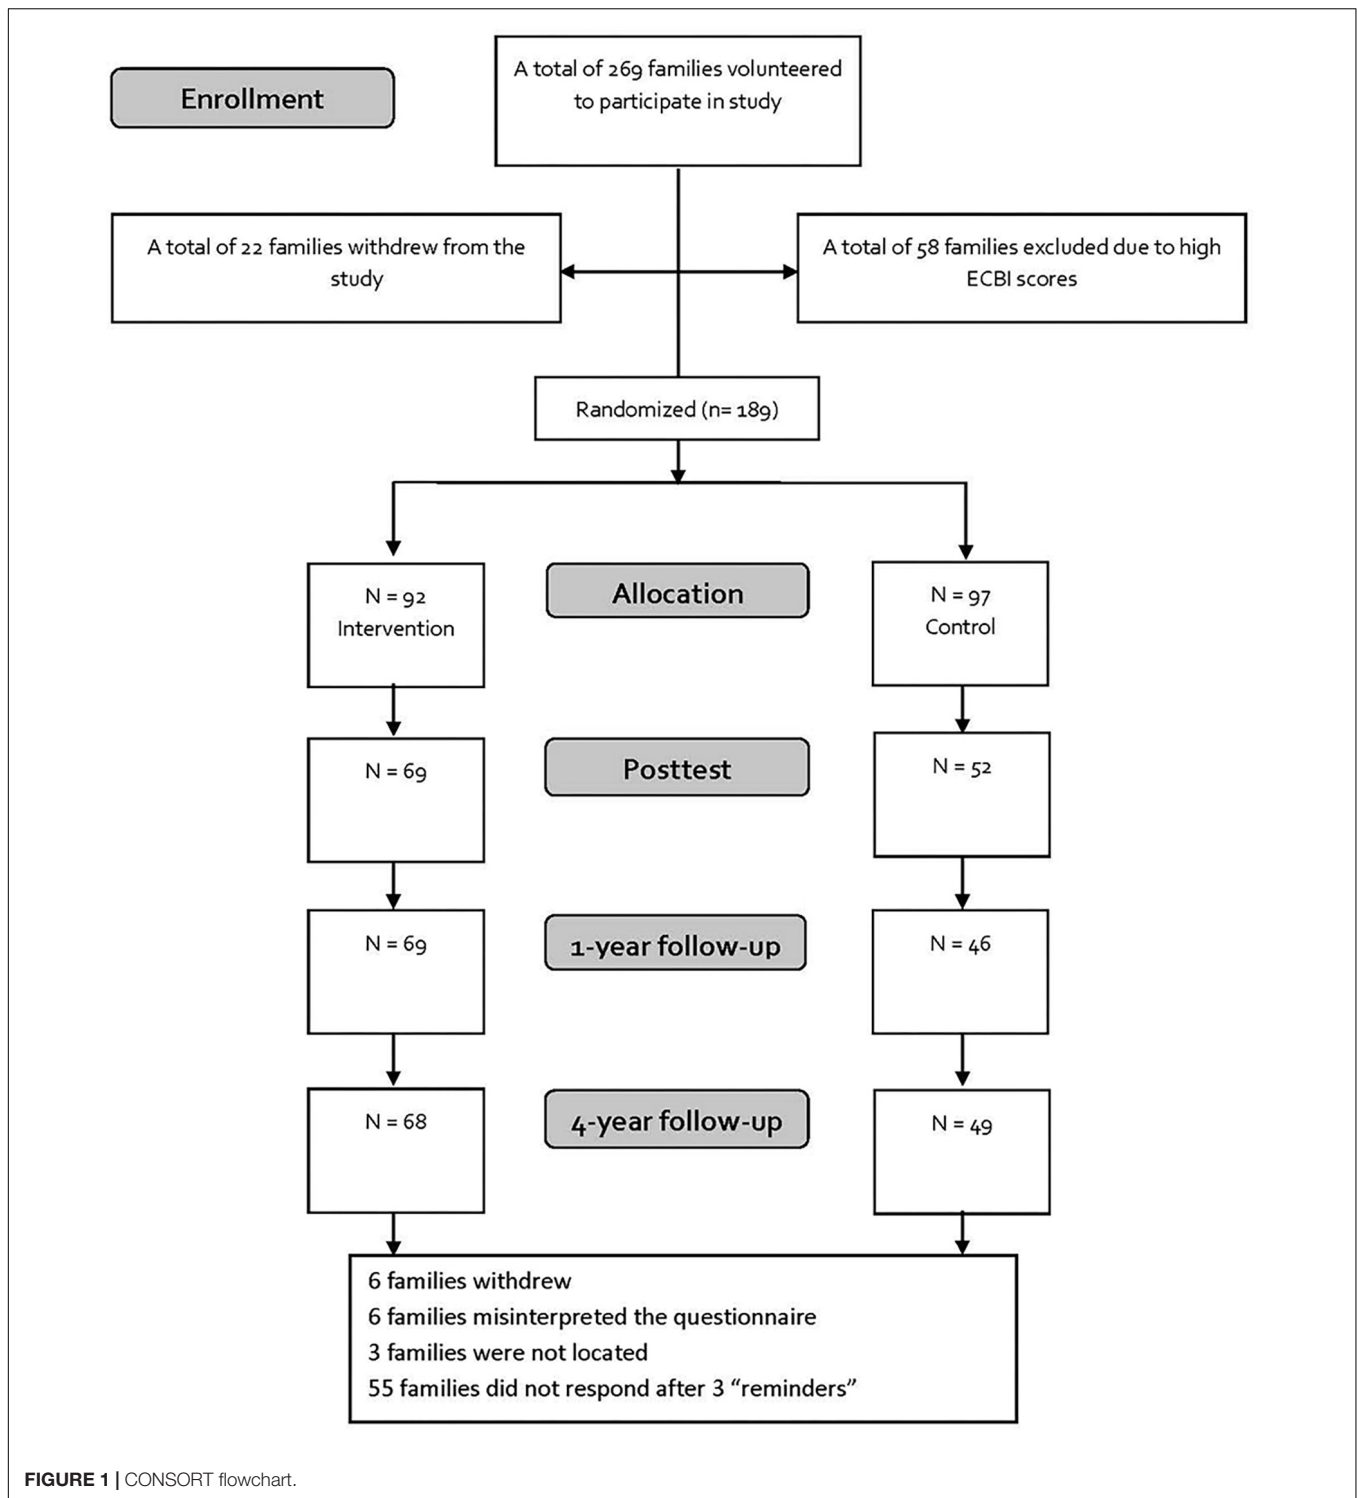 A total of 269 families volunteered
to participate in study
Enrollment
A total of 22 families withdrew from the
study
A total of 58 families excluded due to high
ECBI scores
Randomized (n= 189)
N = 92
Intervention
Allocation
N = 97
Control
N = 69
Posttest
N = 52
N = 69
1-year follow-up
N = 46
N = 68
4-year follow-up
N = 49
6 families withdrew
6 families misinterpreted the questionnaire
3 families were not located
55 families did not respond after 3 “reminders”
FIGURE 1 | CONSORT flowchart.